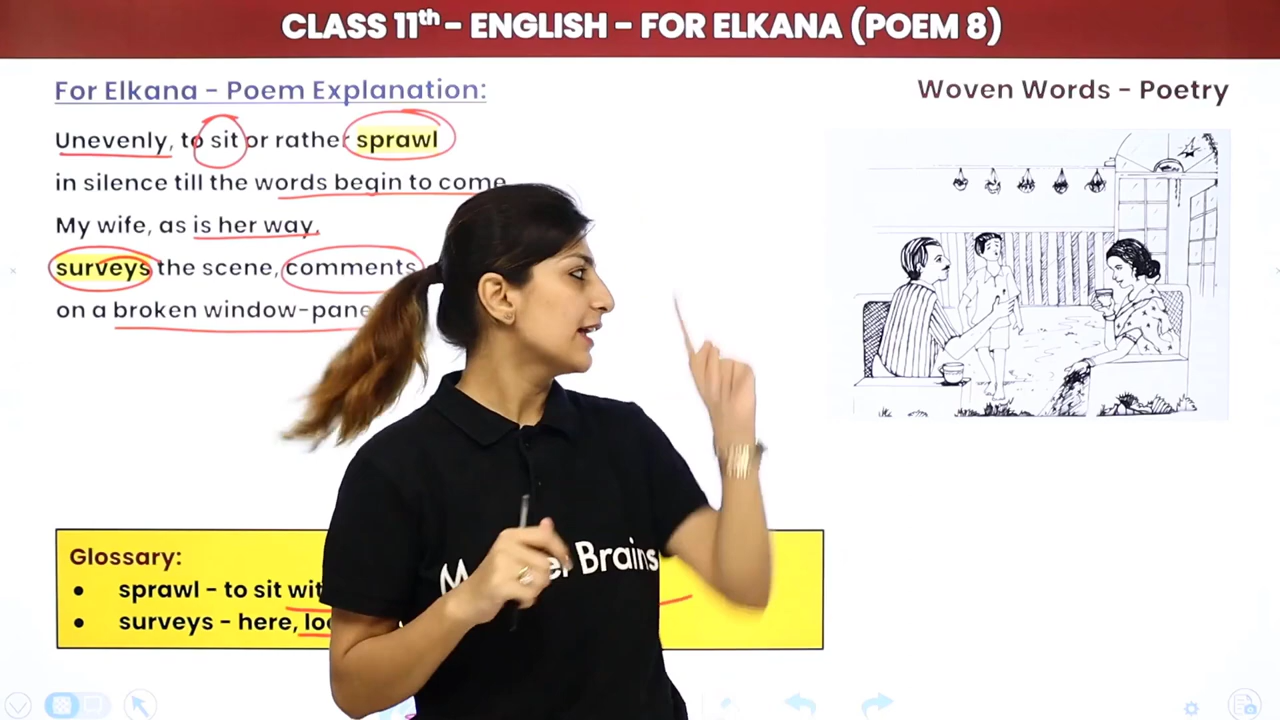 CLASS 11th - ENGLISH - FOR ELKANA (POEM 8)
For Elkana - Poem Explanation:
Woven Words - Poetry
Unevenly, to sit or rather sprawl
in silence till the words begin to come.
My wife, as is her way,
surveys the scene, comments
on a broken window-pane
Glossary:
● sprawl - to sit
● surveys - here,
Brains